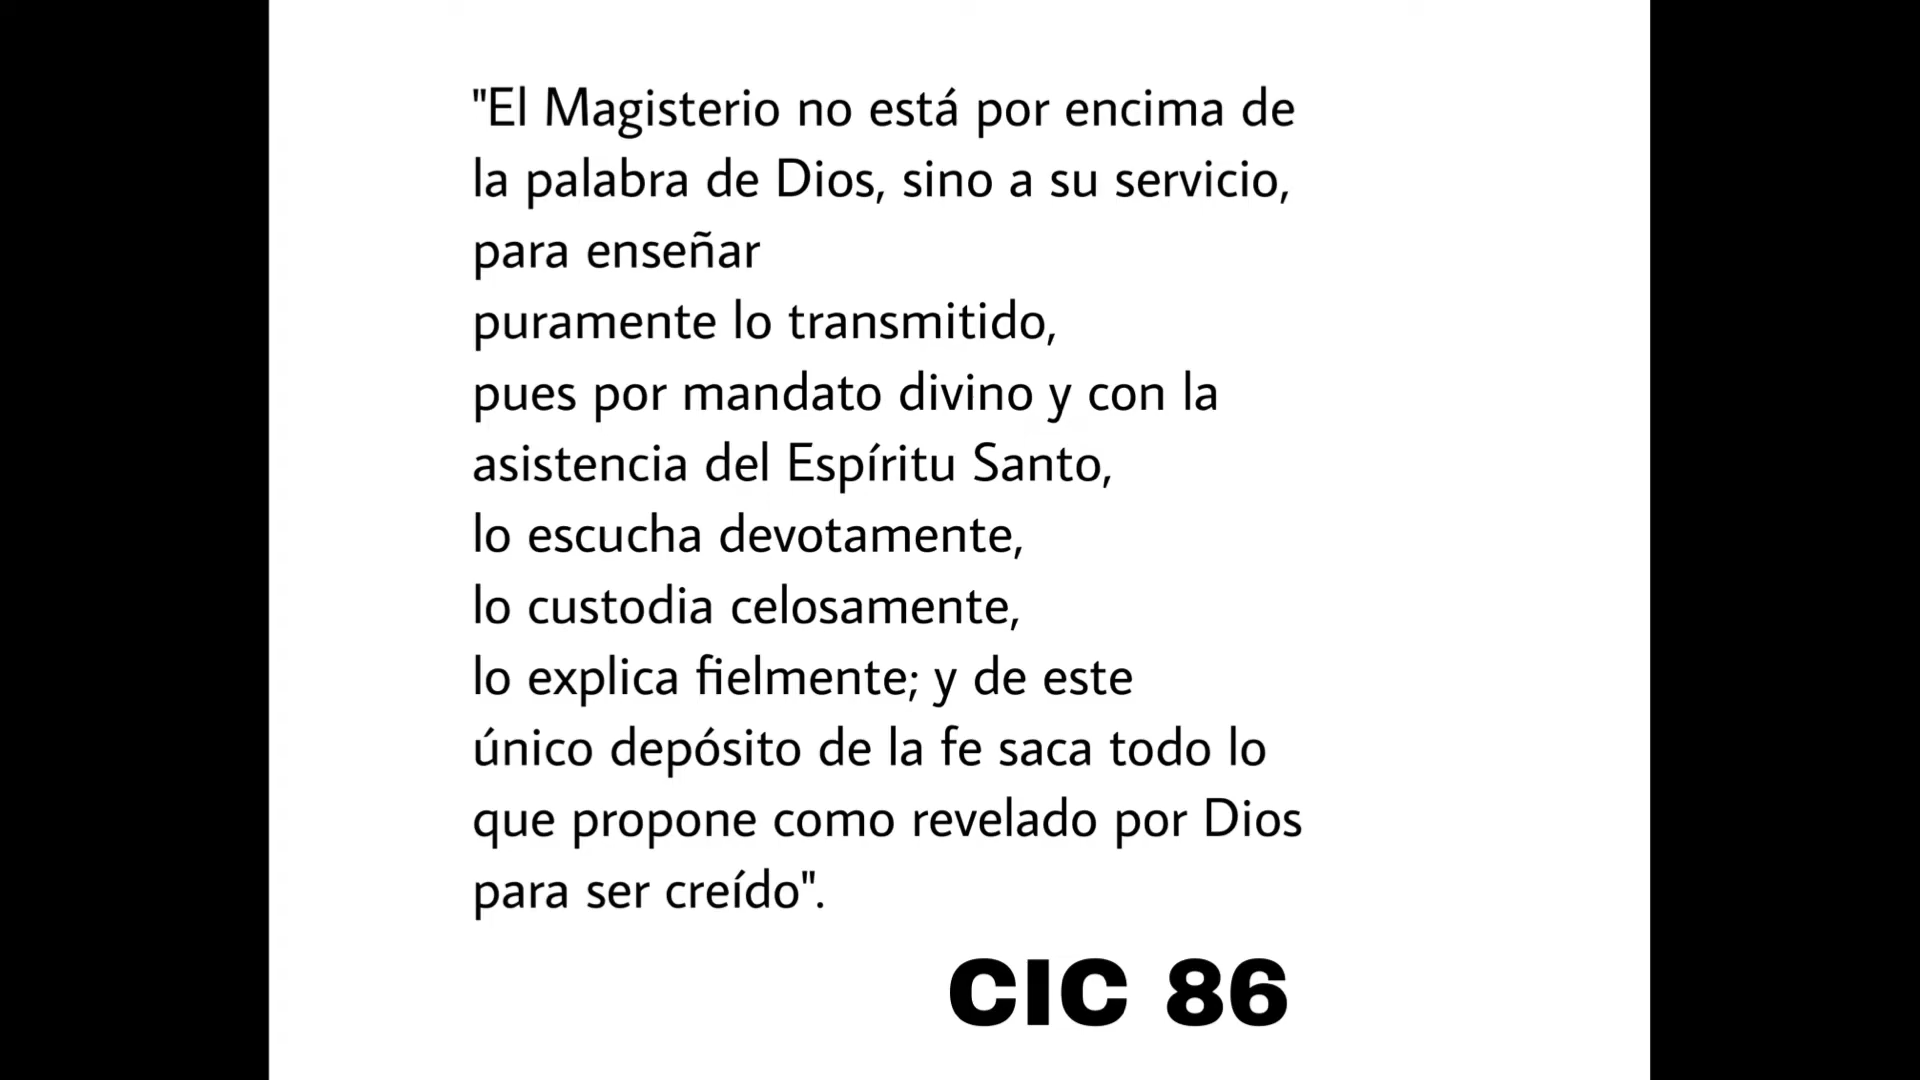 "El Magisterio no está por encima de
la palabra de Dios, sino a su servicio,
para enseñar
puramente lo transmitido,
pues por mandato divino y con la
asistencia del Espíritu Santo,
lo escucha devotamente,
lo custodia celosamente,
lo explica fielmente; y de este
único depósito de la fe saca todo lo
que propone como revelado por Dios
para ser creído".
CIC 86